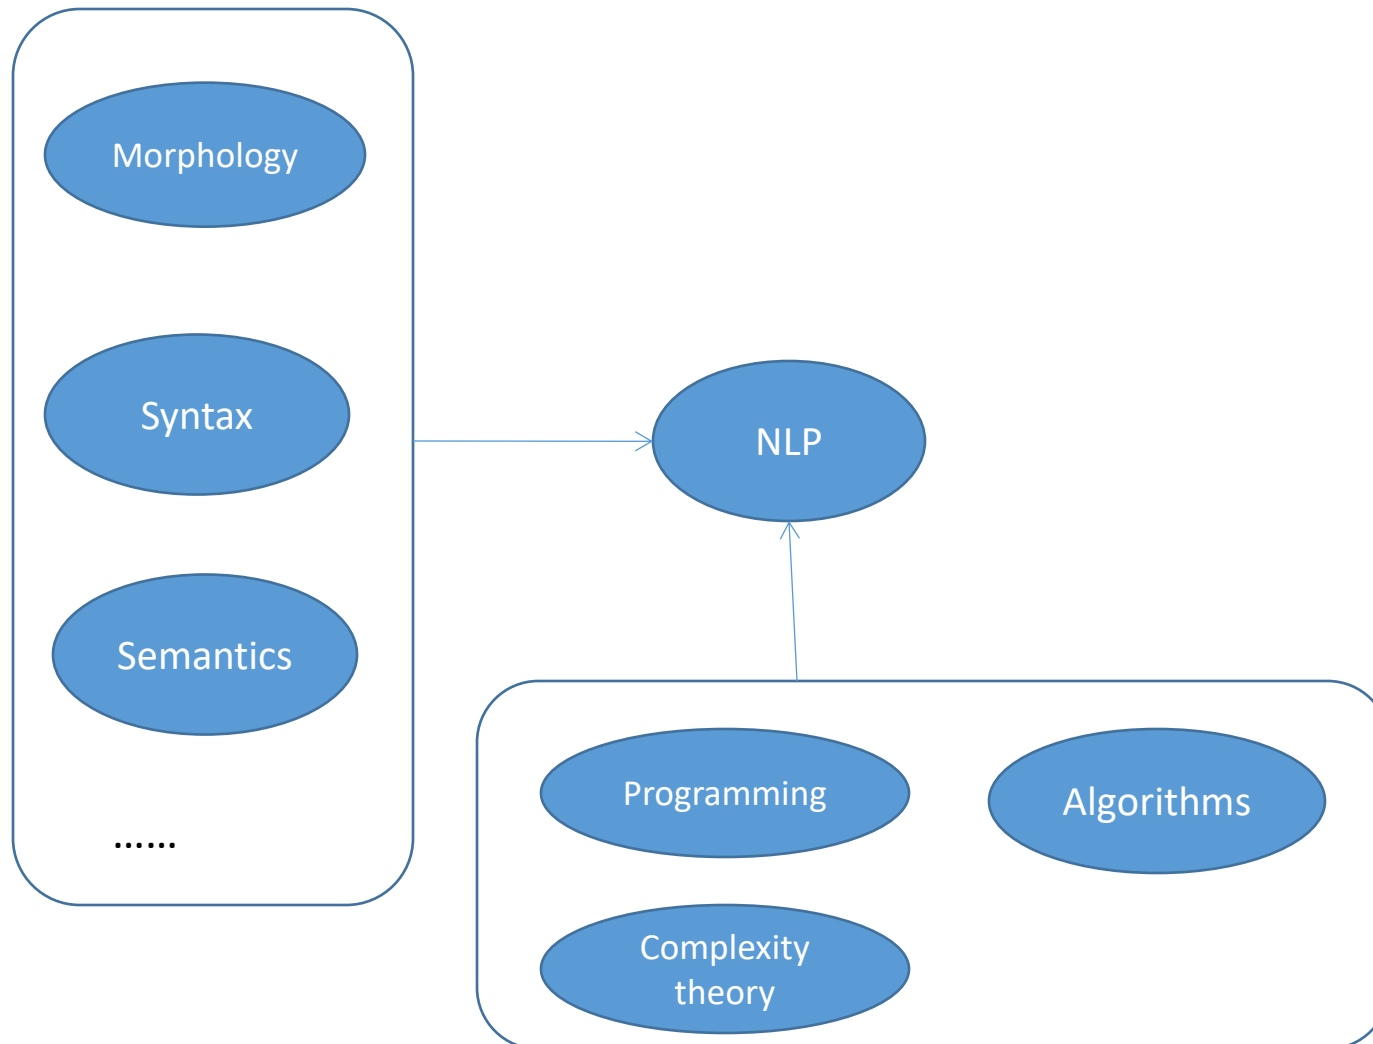 Morphology
Syntax
Semantics
......
NLP
Programming
Algorithms
Complexity
theory